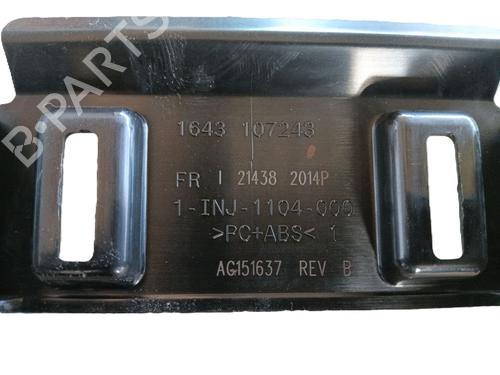 B-PARTS
1643 107243
FR I 21438 2014P
1-INJ-1104-000
>PC+ABS< 1
AG151637 REV B